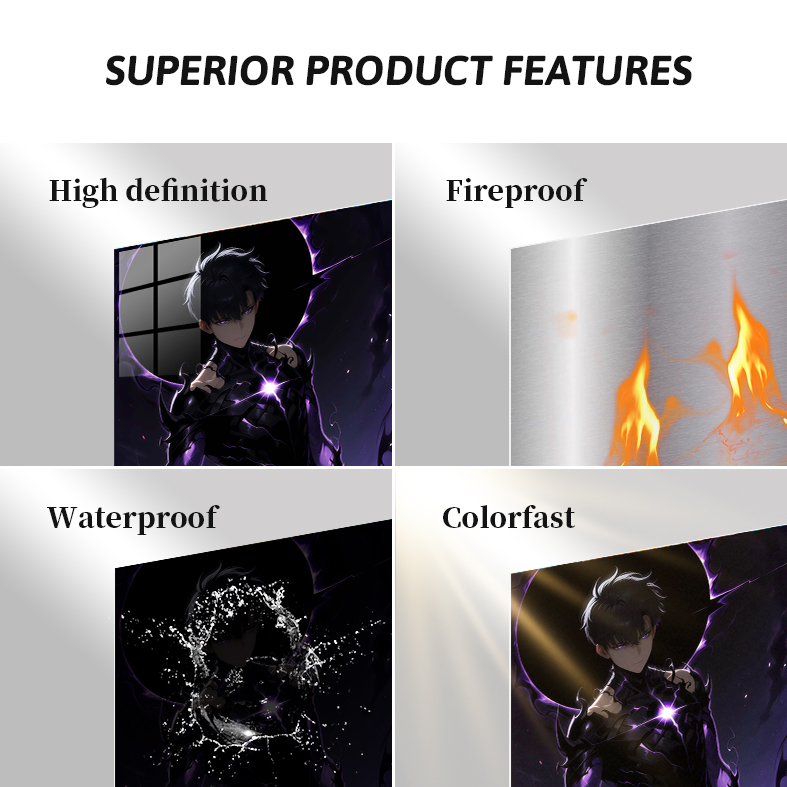 SUPERIOR PRODUCT FEATURES
High definition
Fireproof
Waterproof
Colorfast